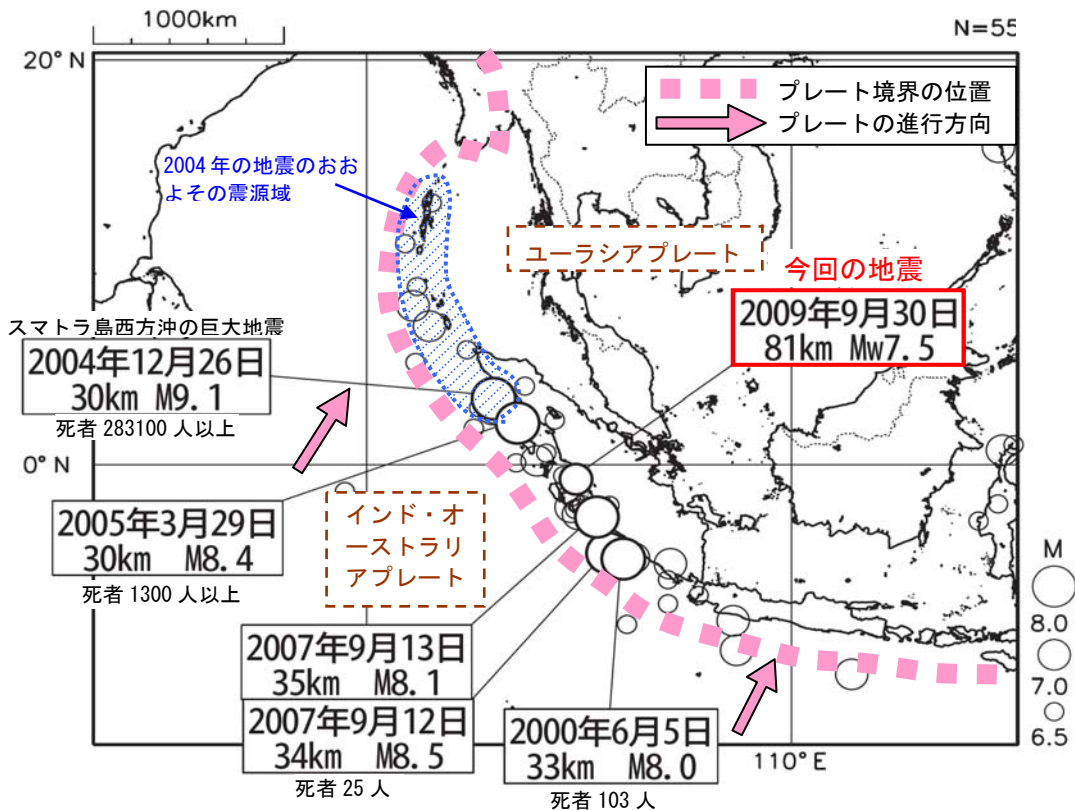 1000km
N=55
20°N
プレート境界の位置
プレートの進行方向
2004年の地震のおお
よその震源域
ユーラシアプレート
今回の地震
2009年9月30日
81km Mw7.5
スマトラ島西方沖の巨大地震
2004年12月26日
30km M9.1
死者 283100 人以上
0°N
2005年3月29日
30km M8.4
死者 1300 人以上
インド・オ
ーストラリ
アプレート
M
8.0
7.0
6.5
2007年9月13日
35km M8.1
2007年9月12日
34km M8.5
死者 25 人
2000年6月5日
33km M8.0
死者 103 人
110°E